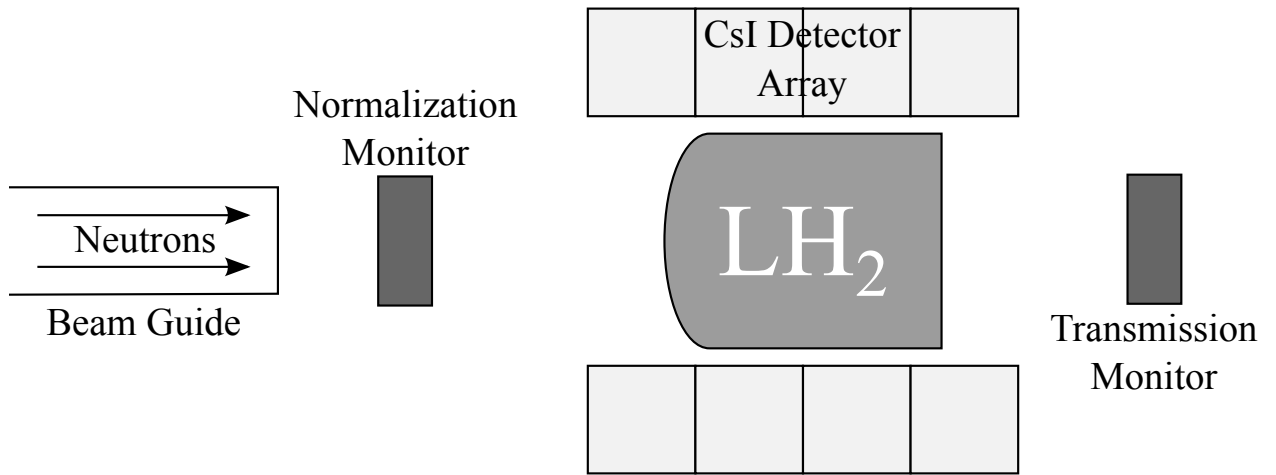 CsI Detector
Array
Normalization
Monitor
Neutrons
Beam Guide
LH₂
Transmission
Monitor